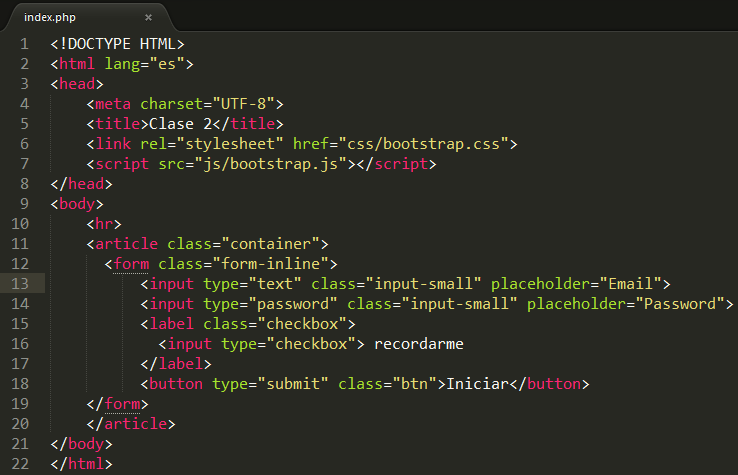 index.php ×
1 <!DOCTYPE HTML>
2 <html lang="es">
3 <head>
4 <meta charset="UTF-8">
5 <title>Clase 2</title>
6 <link rel="stylesheet" href="css/bootstrap.css">
7 <script src="js/bootstrap.js"></script>
8 </head>
9 <body>
10 <hr>
11 <article class="container">
12 <form class="form-inline">
13 <input type="text" class="input-small" placeholder="Email">
14 <input type="password" class="input-small" placeholder="Password">
15 <label class="checkbox">
16 <input type="checkbox"> recordarme
17 </label>
18 <button type="submit" class="btn">Iniciar</button>
19 </form>
20 </article>
21 </body>
22 </html>